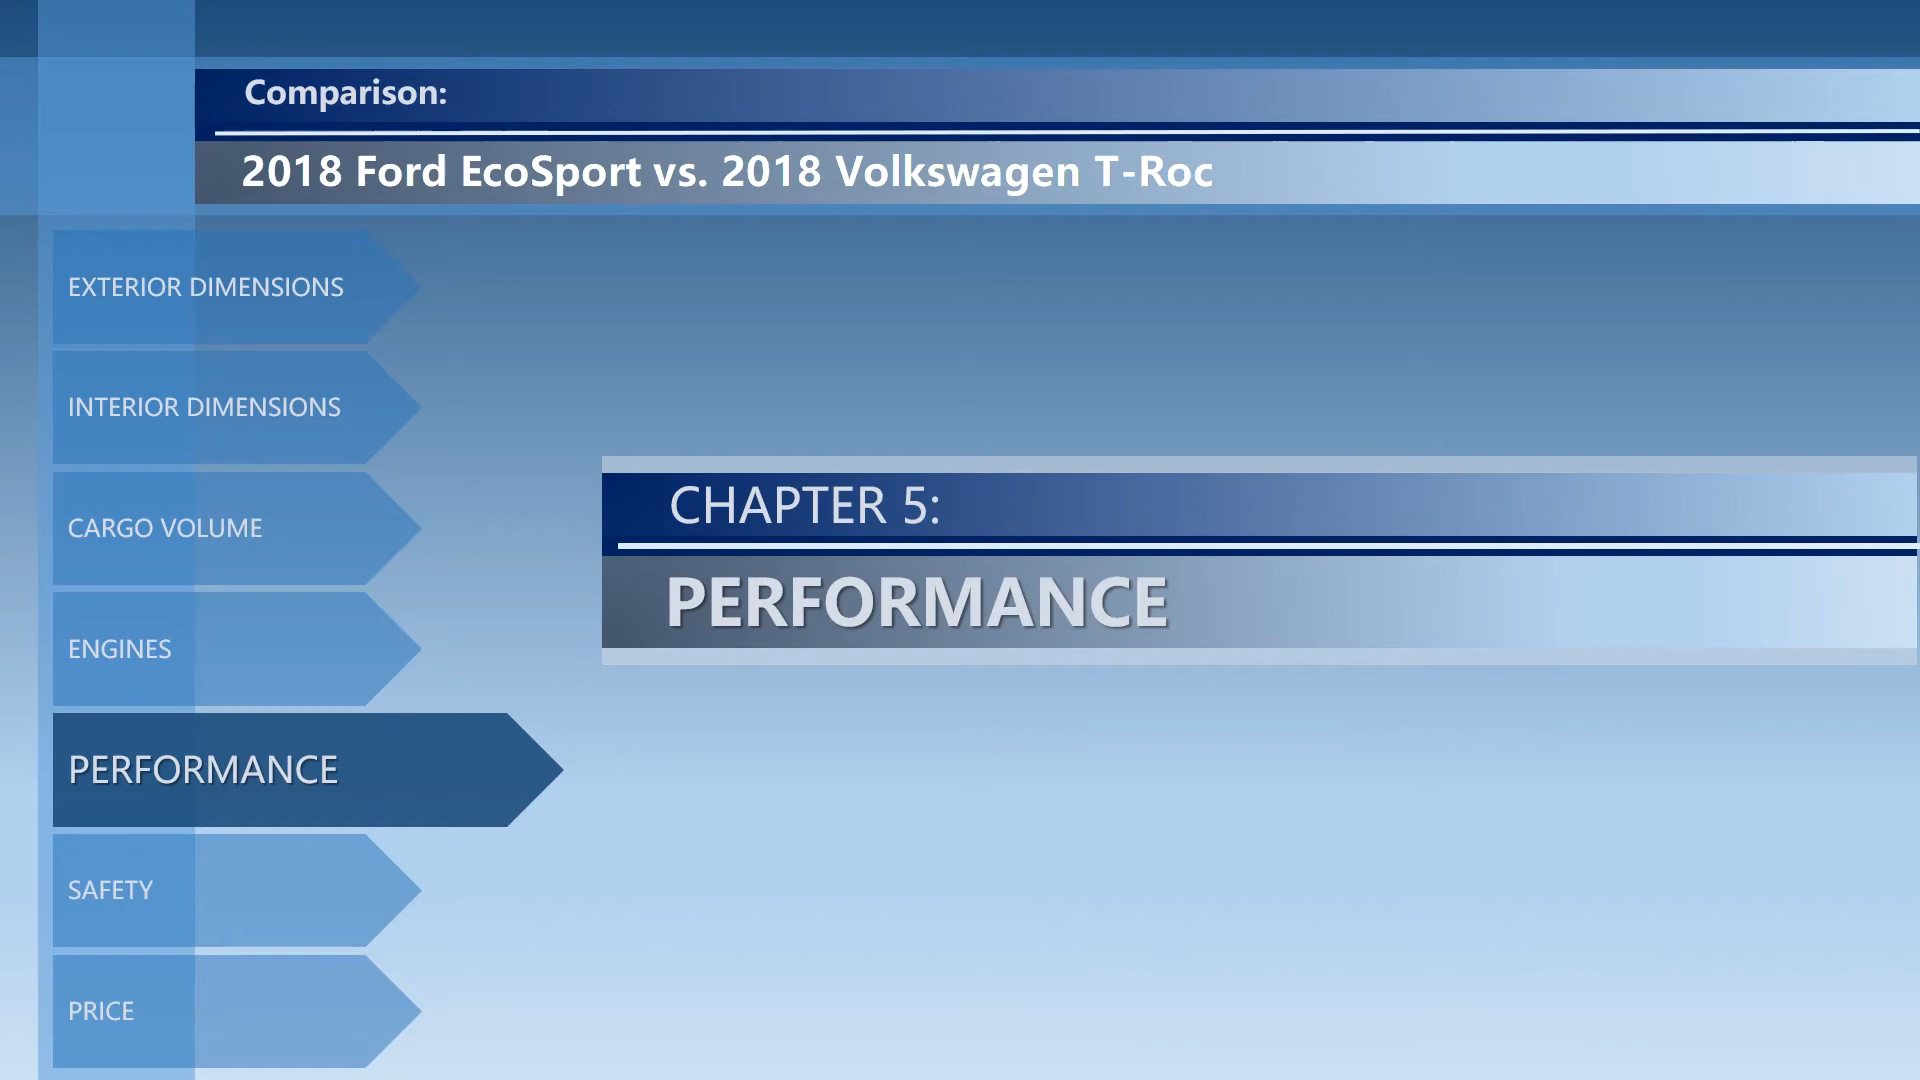 Comparison:
2018 Ford EcoSport vs. 2018 Volkswagen T-Roc
EXTERIOR DIMENSIONS
INTERIOR DIMENSIONS
CARGO VOLUME
ENGINES
PERFORMANCE
SAFETY
PRICE
CHAPTER 5:
PERFORMANCE